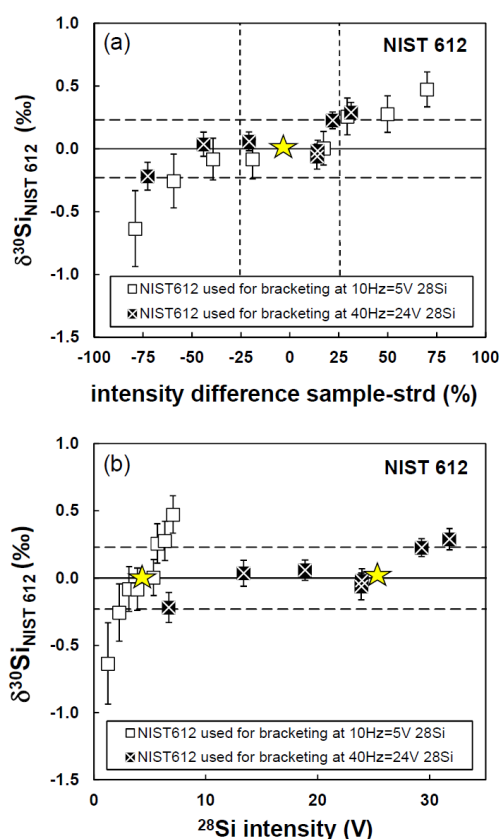 (a)
NIST 612
1.0
0.5
0.0
-0.5
-1.0
-1.5
δ³⁰Si NIST 612 (‰)
NIST612 used for bracketing at 10Hz=5V 28Si
NIST612 used for bracketing at 40Hz=24V 28Si
-100 -75 -50 -25 0 25 50 75 100
intensity difference sample-strd (%)
(b)
NIST 612
1.0
0.5
0.0
-0.5
-1.0
-1.5
δ³⁰Si NIST 612 (‰)
NIST612 used for bracketing at 10Hz=5V 28Si
NIST612 used for bracketing at 40Hz=24V 28Si
0 10 20 30
²⁸Si intensity (V)